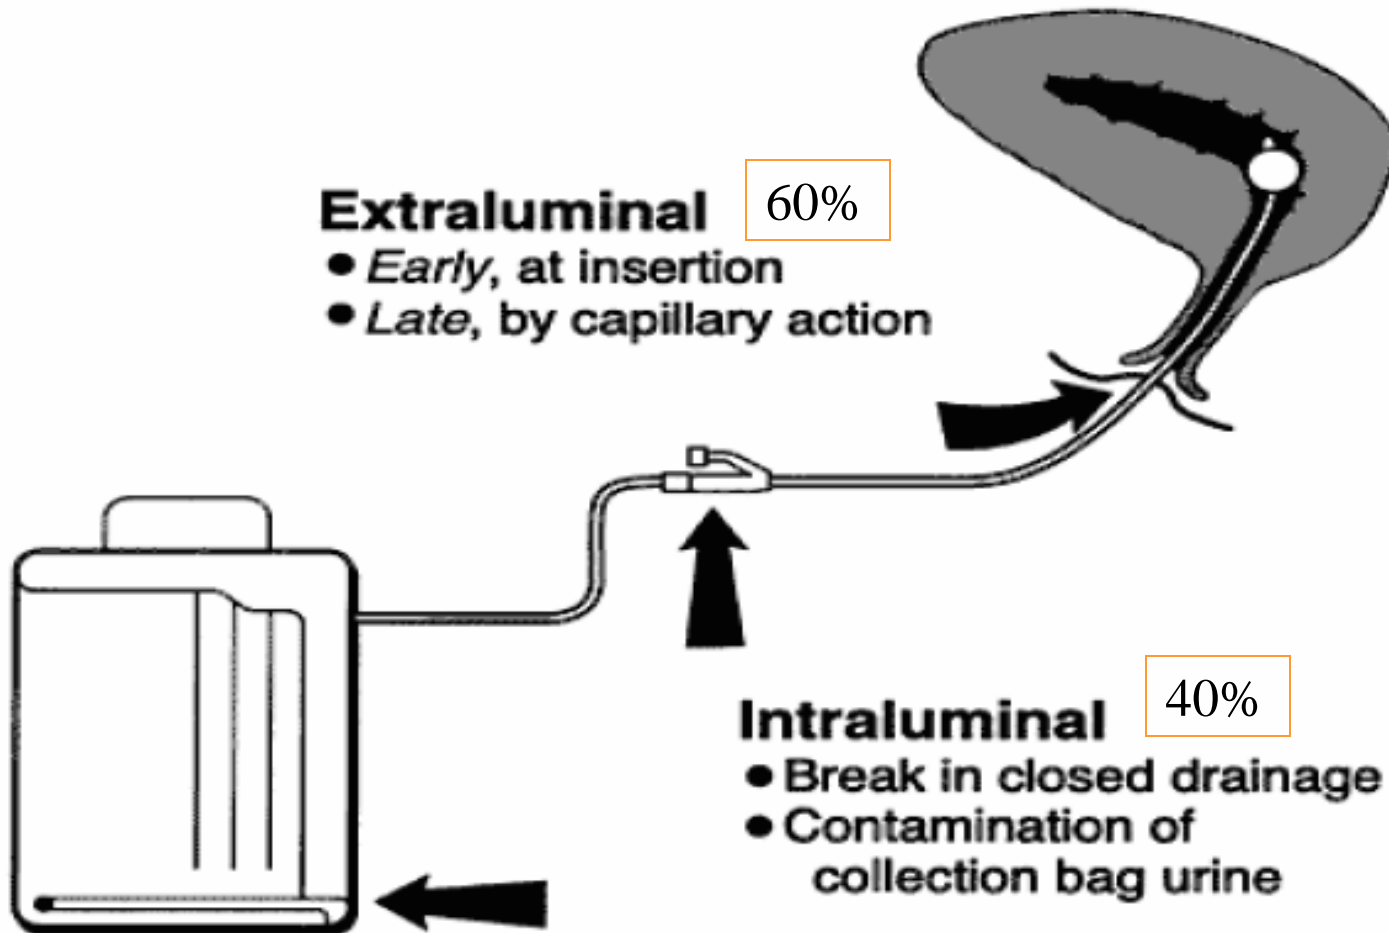 Extraluminal 60%
● Early, at insertion
● Late, by capillary action
Intraluminal 40%
● Break in closed drainage
● Contamination of
collection bag urine